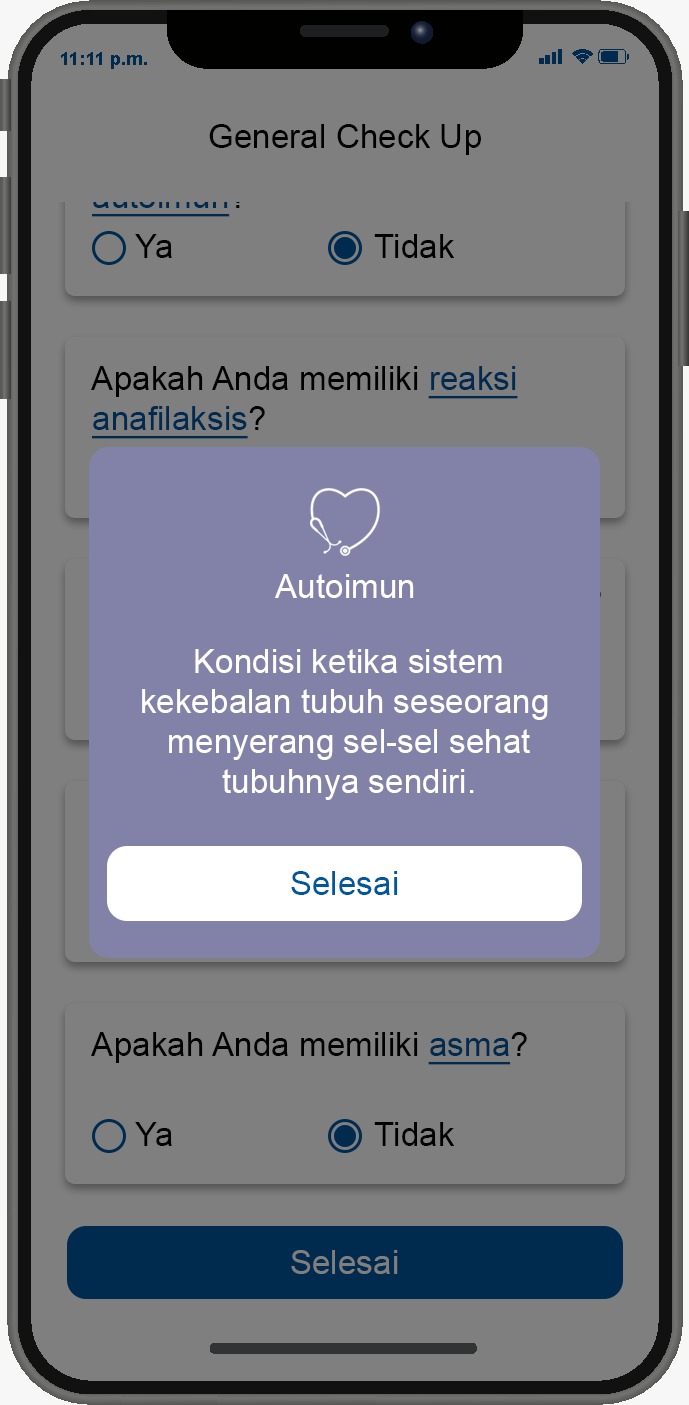 11:11 p.m.
General Check Up
autoimun?
Ya
Tidak
Apakah Anda memiliki reaksi
anafilaksis?
Autoimun
Kondisi ketika sistem
kekebalan tubuh seseorang
menyerang sel-sel sehat
tubuhnya sendiri.
Selesai
Apakah Anda memiliki asma?
Ya
Tidak
Selesai